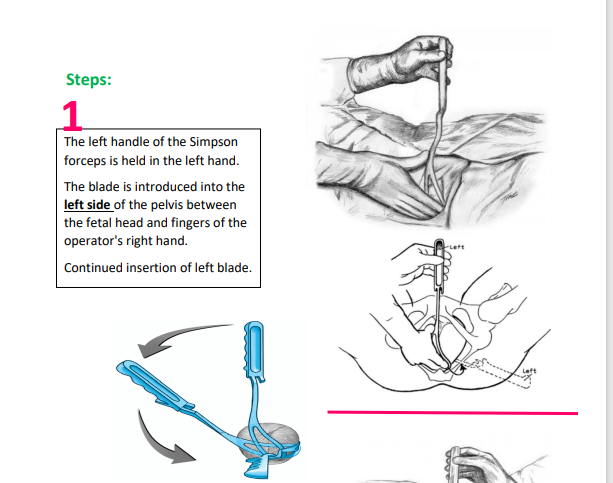 Steps:
1
The left handle of the Simpson
forceps is held in the left hand.
The blade is introduced into the
left side of the pelvis between
the fetal head and fingers of the
operator's right hand.
Continued insertion of left blade.
Left
Left